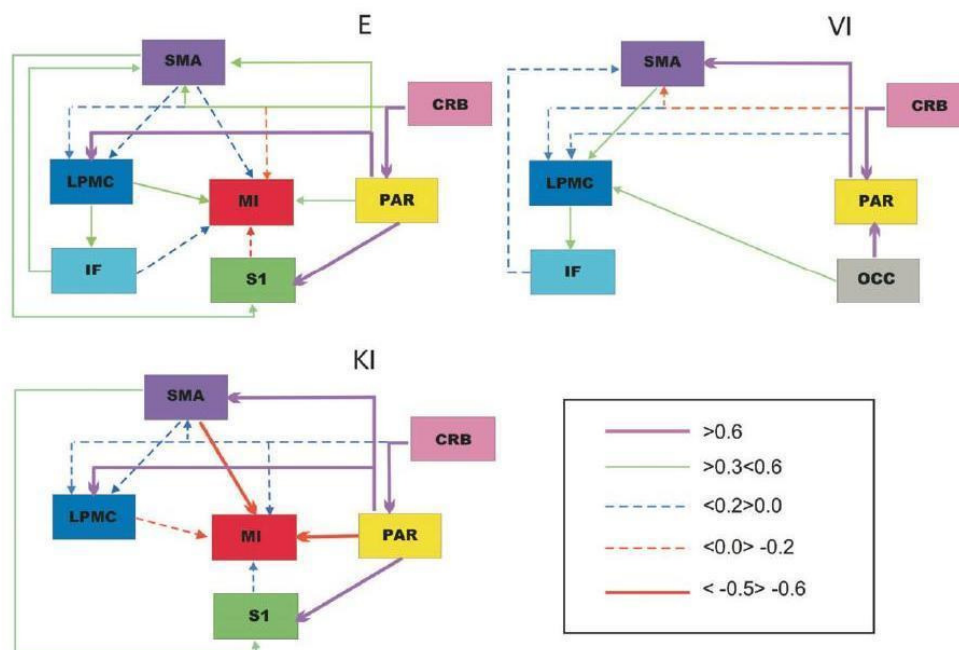 E
SMA
CRB
LPMC
MI
PAR
IF
S1
VI
SMA
CRB
LPMC
PAR
IF
OCC
KI
SMA
CRB
LPMC
MI
PAR
S1
>0.6
>0.3<0.6
<0.2>0.0
<0.0> -0.2
< -0.5> -0.6